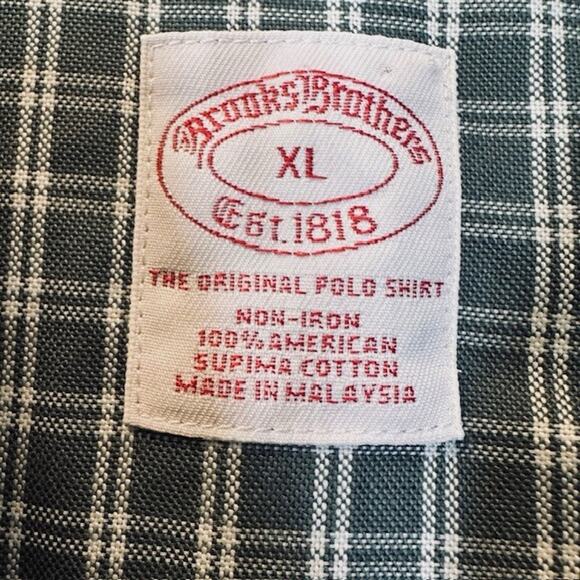 Brooks Brothers
XL
Est. 1818
THE ORIGINAL POLO SHIRT
NON-IRON
100% AMERICAN
SUPIMA COTTON
MADE IN MALAYSIA